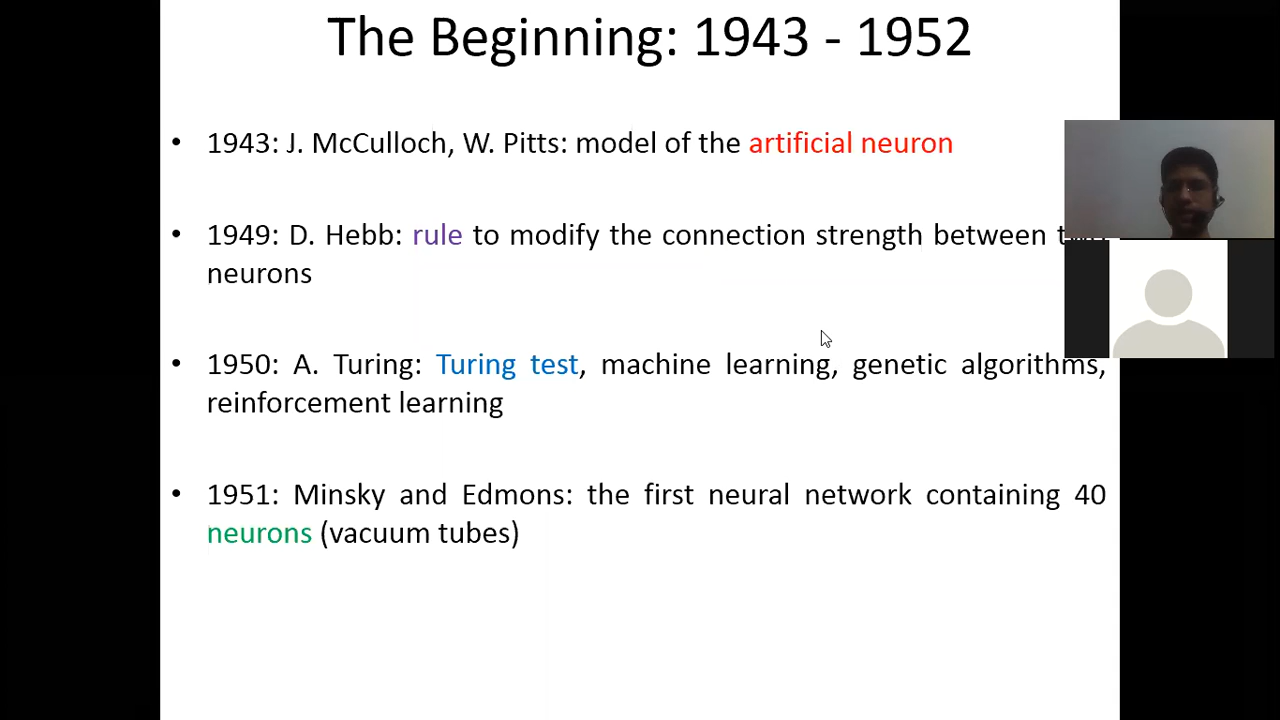 The Beginning: 1943 - 1952
• 1943: J. McCulloch, W. Pitts: model of the artificial neuron
• 1949: D. Hebb: rule to modify the connection strength between
neurons
• 1950: A. Turing: Turing test, machine learning, genetic algorithms,
reinforcement learning
• 1951: Minsky and Edmons: the first neural network containing 40
neurons (vacuum tubes)